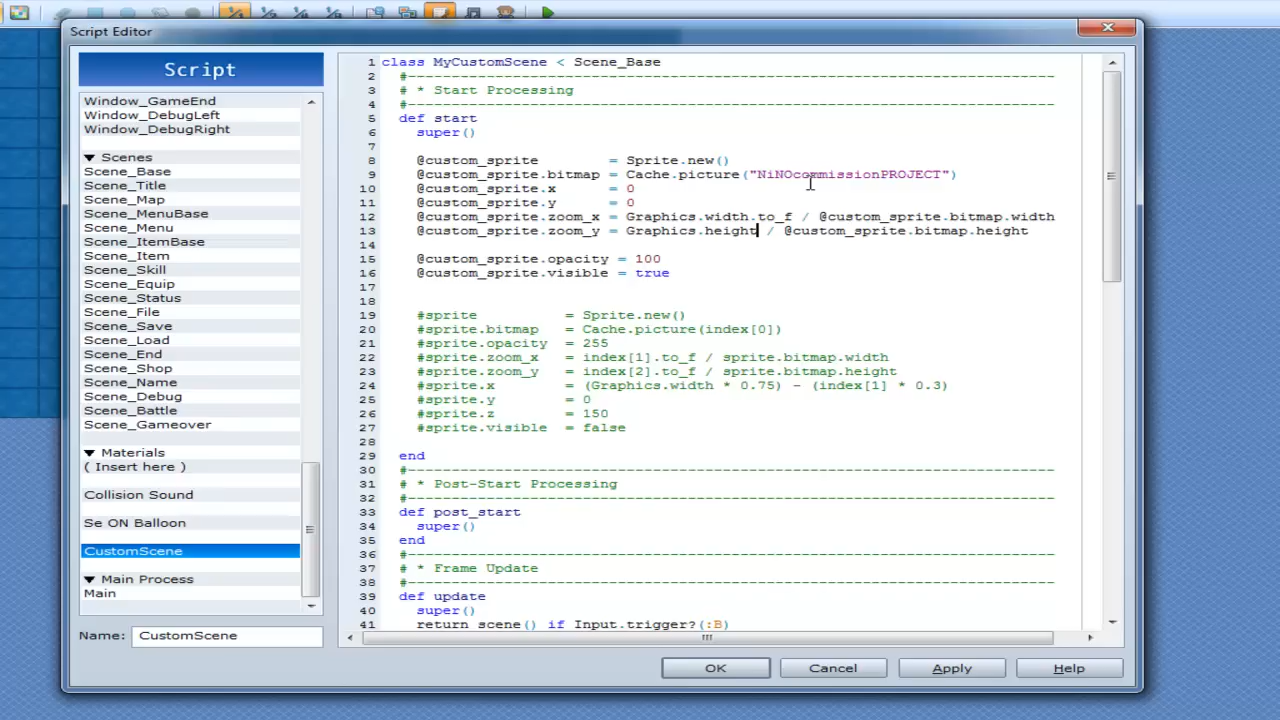 Script Editor
Script
Window_GameEnd
Window_DebugLeft
Window_DebugRight
Scenes
Scene_Base
Scene_Title
Scene_Map
Scene_MenuBase
Scene_Menu
Scene_ItemBase
Scene_Item
Scene_Skill
Scene_Equip
Scene_Status
Scene_File
Scene_Save
Scene_Load
Scene_End
Scene_Shop
Scene_Name
Scene_Debug
Scene_Battle
Scene_Gameover
Materials
( Insert here )
Collision Sound
Se ON Balloon
CustomScene
Main Process
Main
Name: CustomScene
1 class MyCustomScene < Scene_Base
2 #--------------------------------------------------------------------------
3 # * Start Processing
4 #--------------------------------------------------------------------------
5 def start
6 super()
7
8 @custom_sprite = Sprite.new()
9 @custom_sprite.bitmap = Cache.picture("NiNOcommissionPROJECT")
10 @custom_sprite.x = 0
11 @custom_sprite.y = 0
12 @custom_sprite.zoom_x = Graphics.width.to_f / @custom_sprite.bitmap.width
13 @custom_sprite.zoom_y = Graphics.height / @custom_sprite.bitmap.height
14
15 @custom_sprite.opacity = 100
16 @custom_sprite.visible = true
17
18
19 #sprite = Sprite.new()
20 #sprite.bitmap = Cache.picture(index[0])
21 #sprite.opacity = 255
22 #sprite.zoom_x = index[1].to_f / sprite.bitmap.width
23 #sprite.zoom_y = index[2].to_f / sprite.bitmap.height
24 #sprite.x = (Graphics.width * 0.75) - (index[1] * 0.3)
25 #sprite.y = 0
26 #sprite.z = 150
27 #sprite.visible = false
28
29 end
30 #--------------------------------------------------------------------------
31 # * Post-Start Processing
32 #--------------------------------------------------------------------------
33 def post_start
34 super()
35 end
36 #--------------------------------------------------------------------------
37 # * Frame Update
38 #--------------------------------------------------------------------------
39 def update
40 super()
41 return scene() if Input.trigger?(:B)
OK Cancel Apply Help